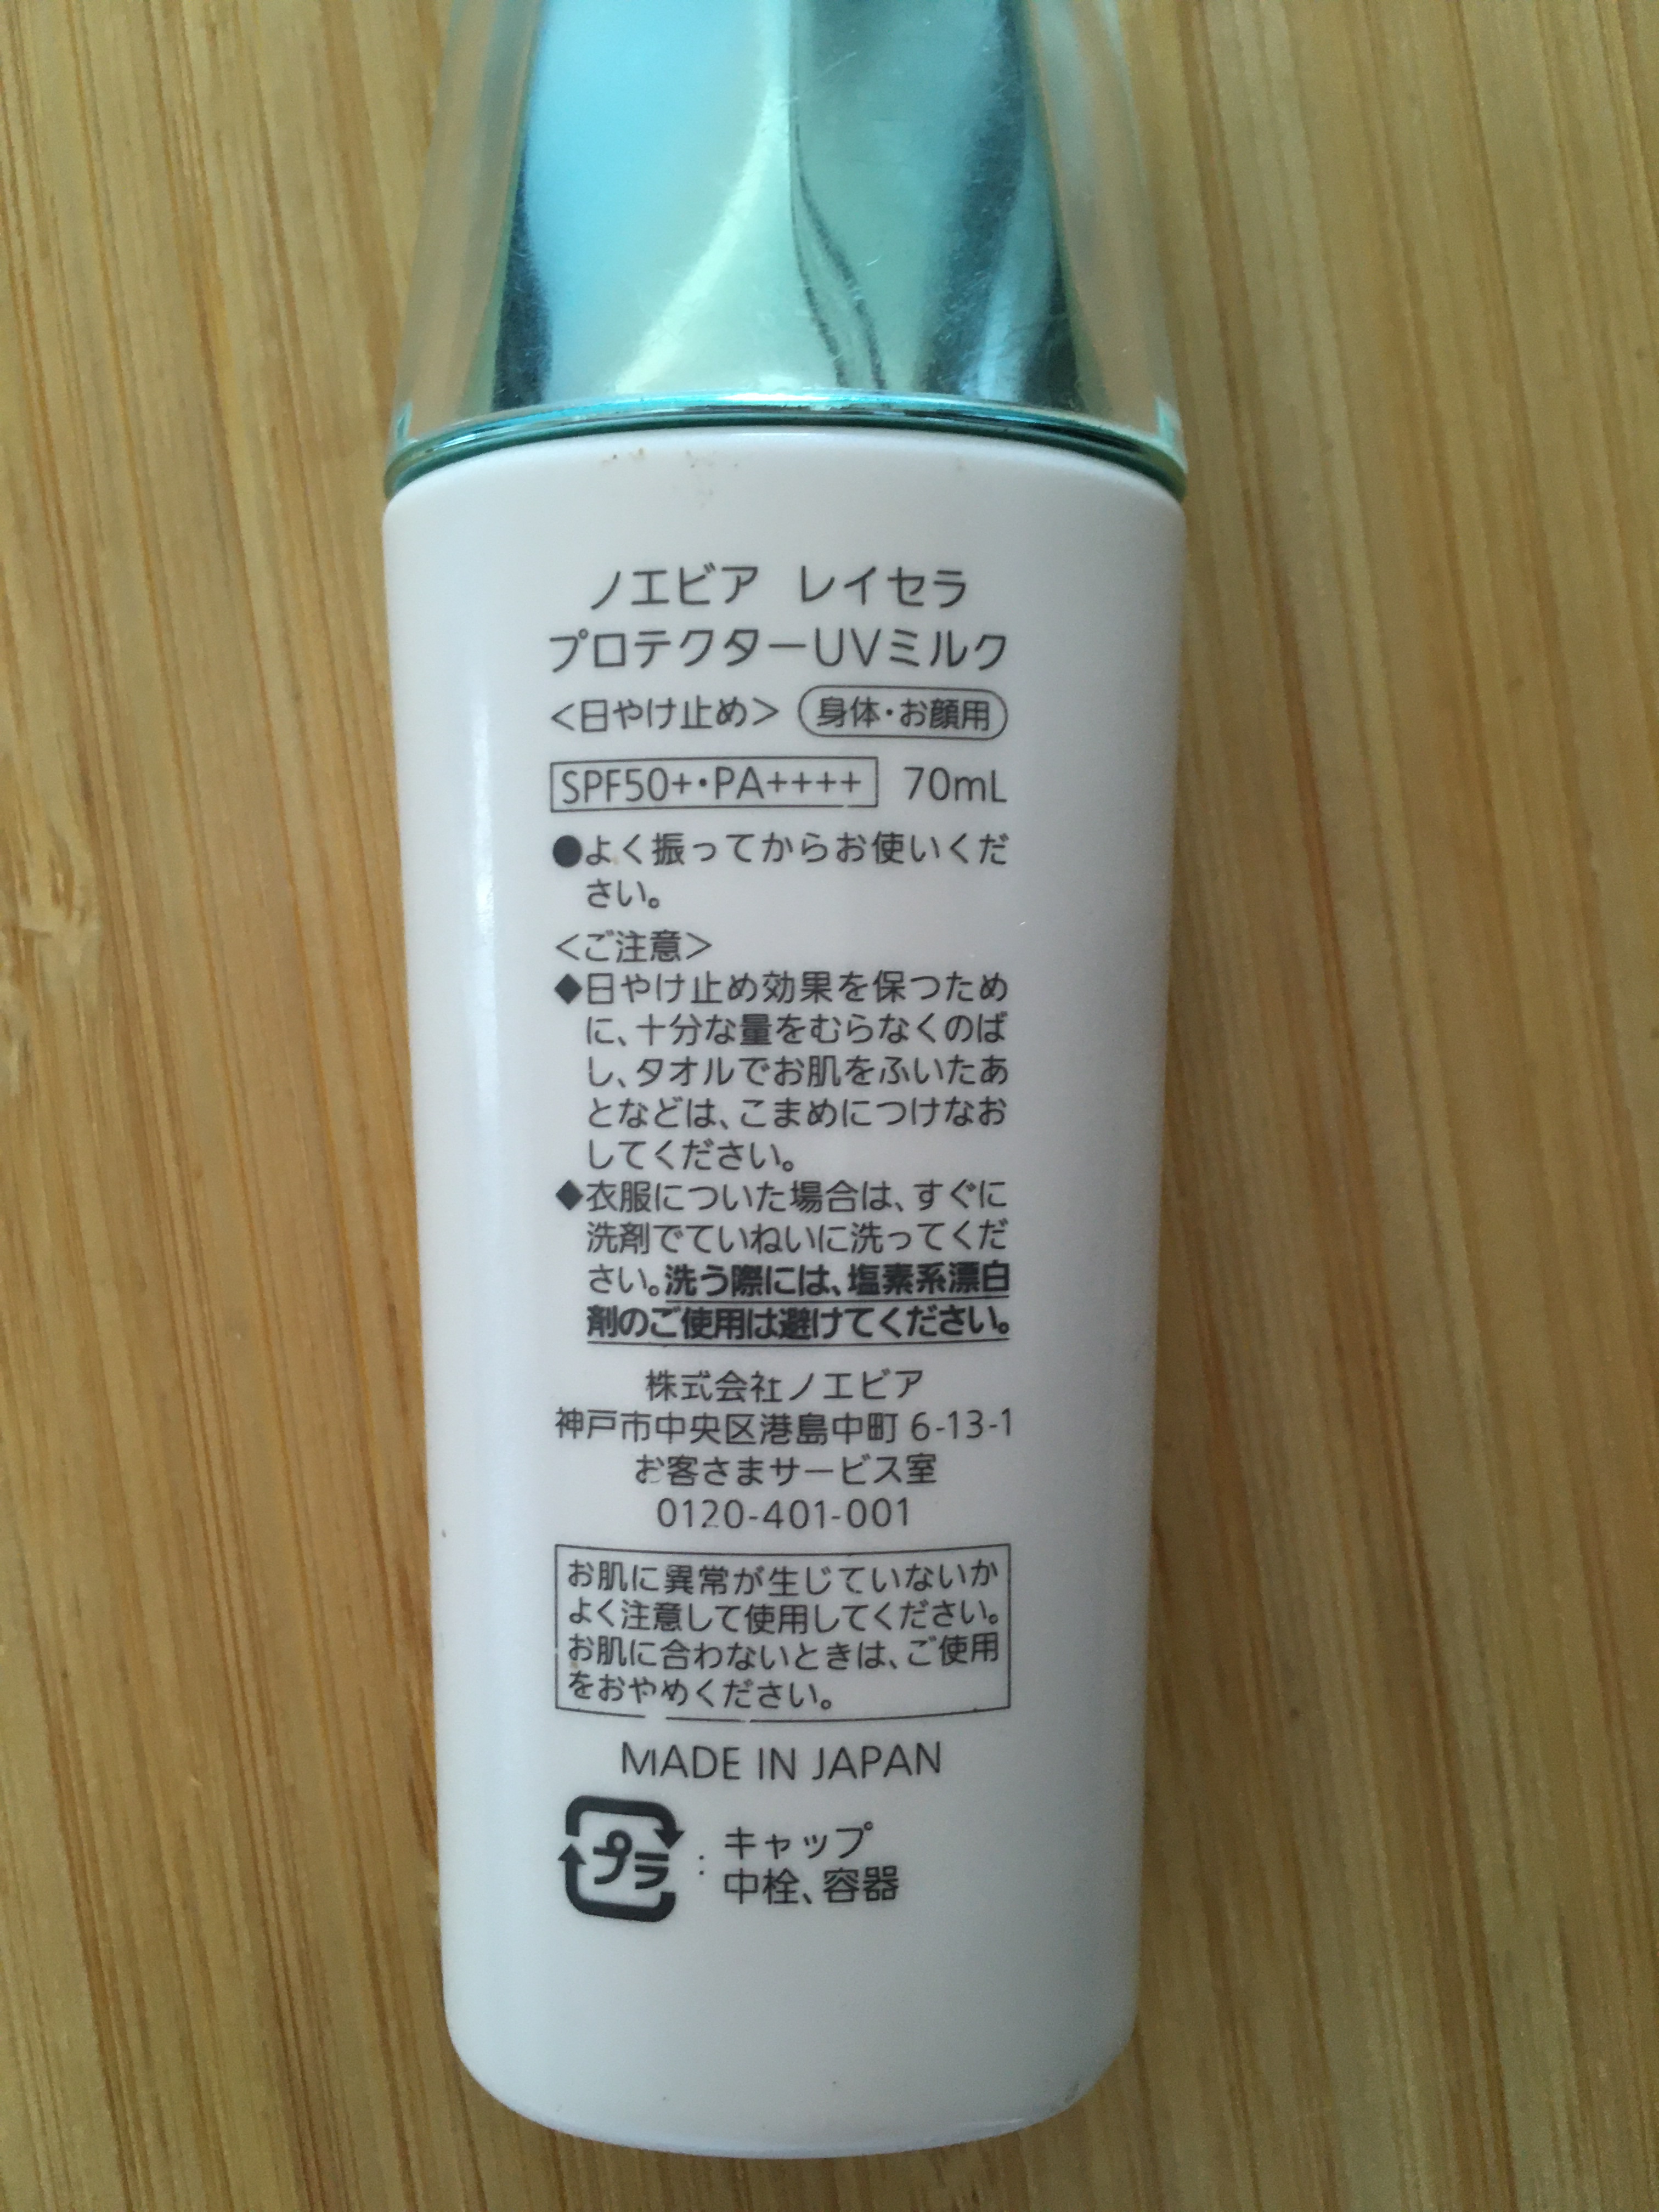 ノエビア レイセラ
プロテクターUVミルク
<日やけ止め> 身体・お顔用
SPF50+・PA++++ 70mL
●よく振ってからお使いくだ
さい。
<ご注意>
◆日やけ止め効果を保つため
に、十分な量をむらなくのば
し、タオルでお肌をふいたあ
となどは、こまめにつけなお
してください。
◆衣服についた場合は、すぐに
洗剤でていねいに洗ってくだ
さい。洗う際には、塩素系漂白
剤のご使用は避けてください。
株式会社ノエビア
神戸市中央区港島中町 6-13-1
お客さまサービス室
0120-401-001
お肌に異常が生じていないか
よく注意して使用してください。
お肌に合わないときは、ご使用
をおやめください。
MADE IN JAPAN
プラ : キャップ
中栓、容器